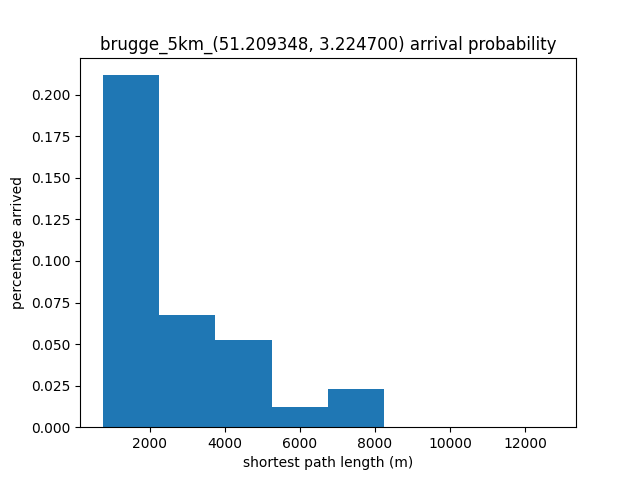 brugge_5km_(51.209348, 3.224700) arrival probability
0.200
0.175
0.150
0.125
0.100
0.075
0.050
0.025
0.000
percentage arrived
2000 4000 6000 8000 10000 12000
shortest path length (m)